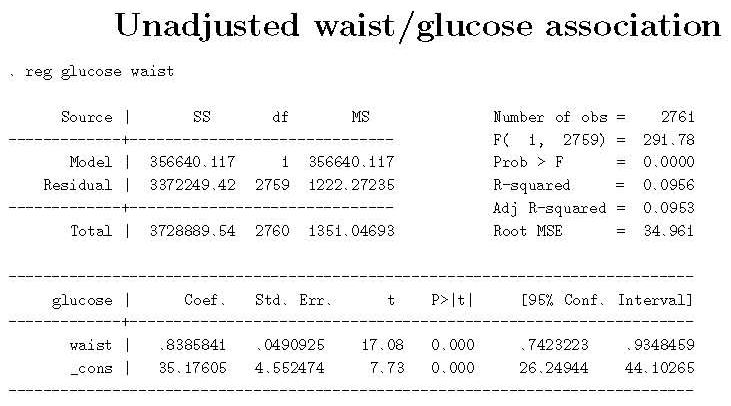 Unadjusted waist/glucose association
. reg glucose waist
Source | SS df MS Number of obs = 2761
-------------+------------------------------ F( 1, 2759) = 291.78
Model | 356640.117 1 356640.117 Prob > F = 0.0000
Residual | 3372249.42 2759 1222.27235 R-squared = 0.0956
-------------+------------------------------ Adj R-squared = 0.0953
Total | 3728889.54 2760 1351.04693 Root MSE = 34.961
------------------------------------------------------------------------------
glucose | Coef. Std. Err. t P>|t| [95% Conf. Interval]
-------------+----------------------------------------------------------------
waist | .8385841 .0490925 17.08 0.000 .7423223 .9348459
_cons | 35.17605 4.552474 7.73 0.000 26.24944 44.10265
------------------------------------------------------------------------------